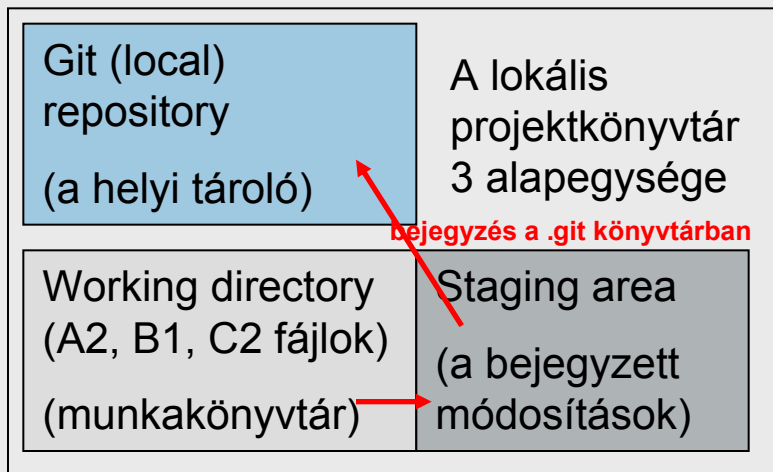 Git (local)
repository
(a helyi tároló)
A lokális
projektkönyvtár
3 alapegysége
bejegyzés a .git könyvtárban
Working directory
(A2, B1, C2 fájlok)
(munkakönyvtár)
Staging area
(a bejegyzett
módosítások)